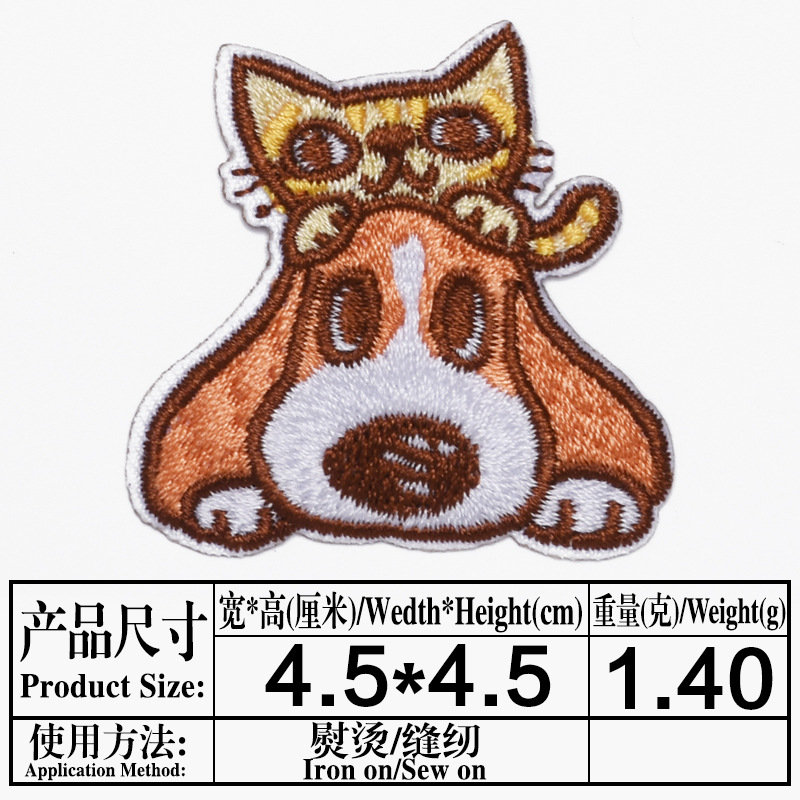 产品尺寸
Product Size:
宽*高(厘米)/Wedth*Height(cm)
重量(克)/Weight(g)
4.5*4.5
1.40
使用方法:
Application Method:
熨烫/缝纫
Iron on/Sew on